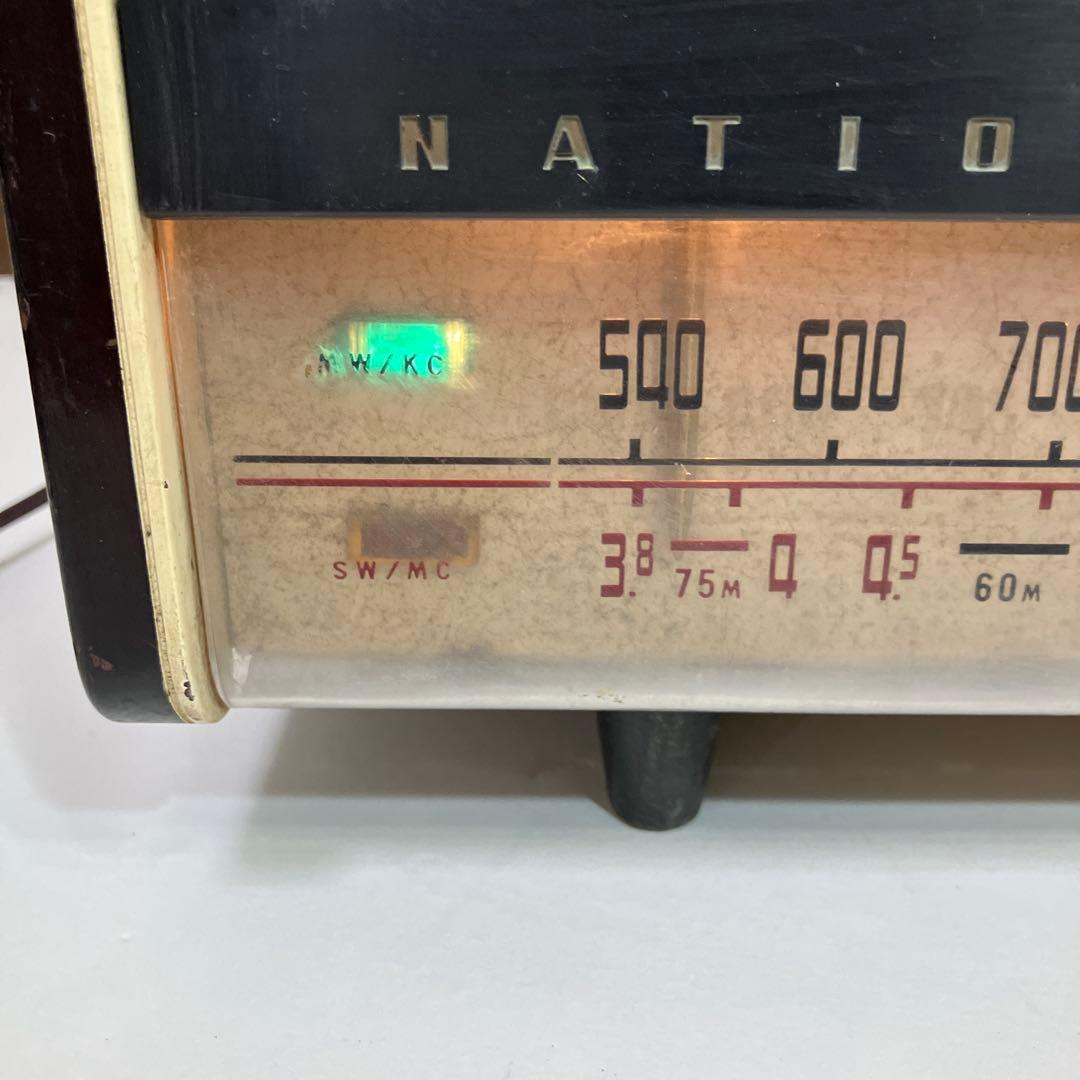 NATIO
MW/KC 540 600 700
SW/MC 3.8 75M 4 4.5 60M